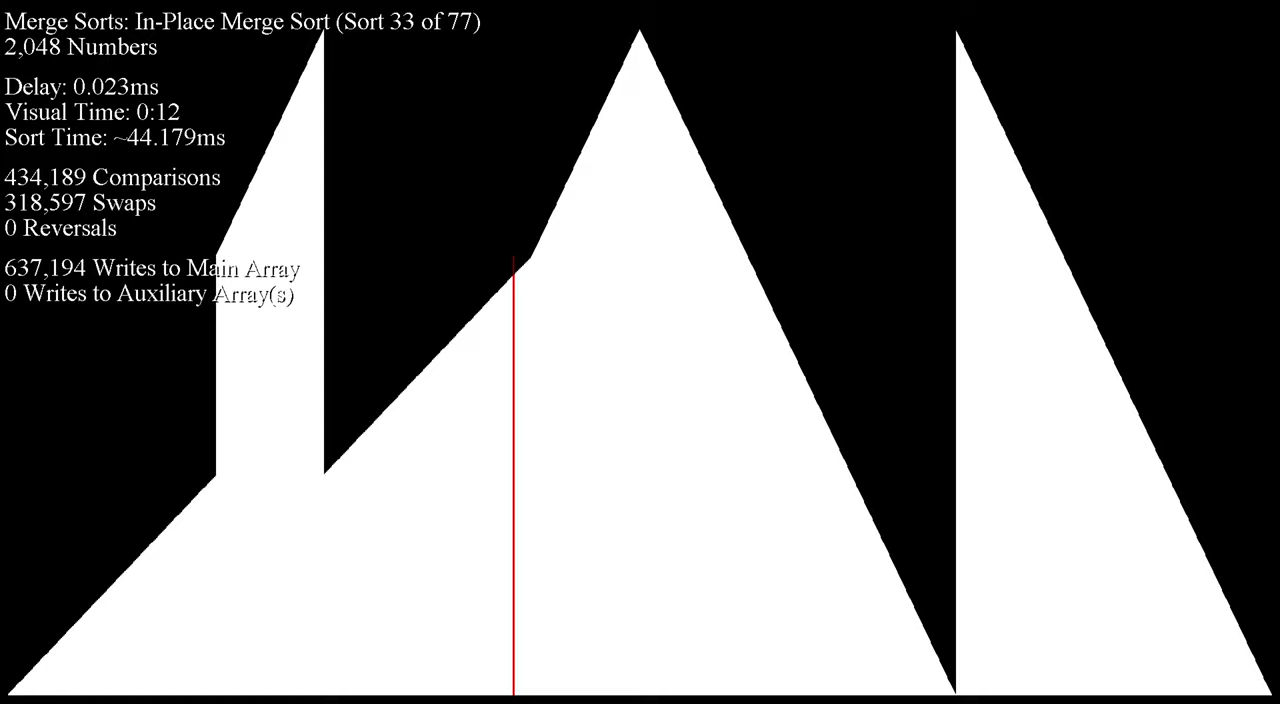 Merge Sorts: In-Place Merge Sort (Sort 33 of 77)
2,048 Numbers
Delay: 0.023ms
Visual Time: 0:12
Sort Time: ~44.179ms
434,189 Comparisons
318,597 Swaps
0 Reversals
637,194 Writes to Main Array
0 Writes to Auxiliary Array(s)